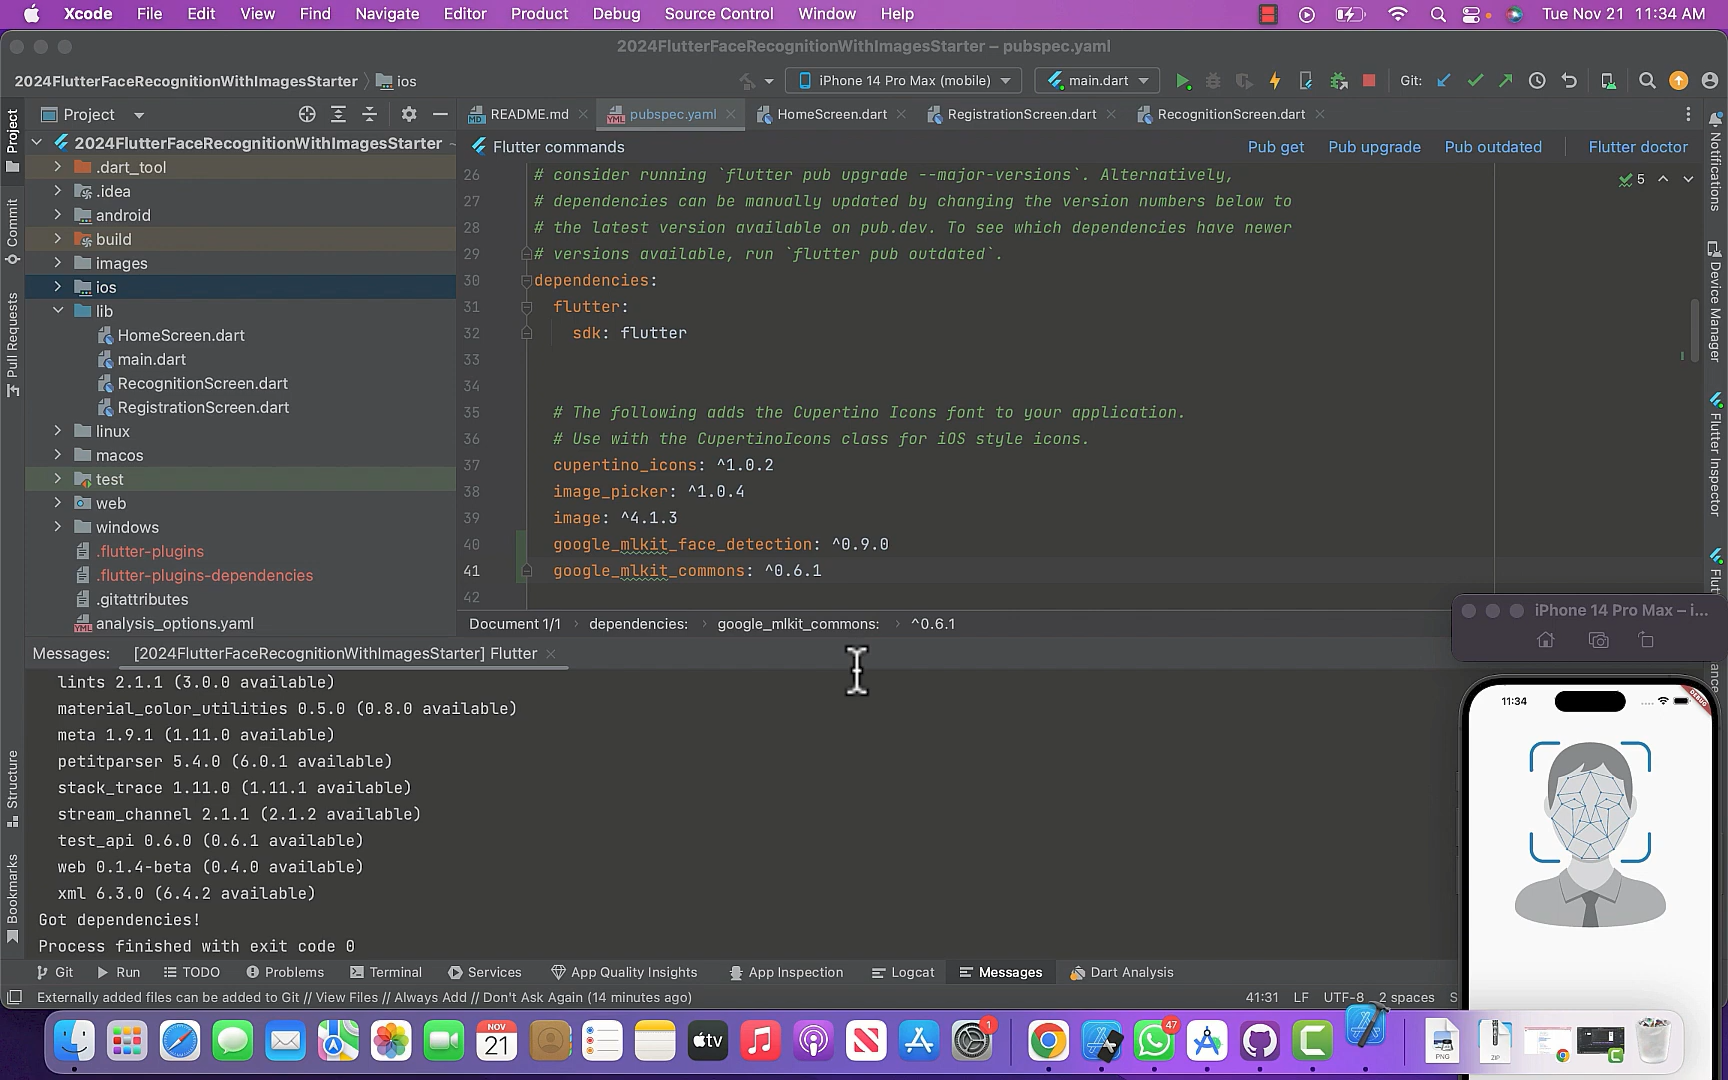 Xcode File Edit View Find Navigate Editor Product Debug Source Control Window Help Tue Nov 21 11:34 AM
2024FlutterFaceRecognitionWithImagesStarter – pubspec.yaml
2024FlutterFaceRecognitionWithImagesStarter ios iPhone 14 Pro Max (mobile) main.dart Git:
Project README.md pubspec.yaml HomeScreen.dart RegistrationScreen.dart RecognitionScreen.dart
Flutter commands Pub get Pub upgrade Pub outdated Flutter doctor
Project
Commit
Pull Requests
Structure
Bookmarks
2024FlutterFaceRecognitionWithImagesStarter
.dart_tool
.idea
android
build
images
ios
lib
HomeScreen.dart
main.dart
RecognitionScreen.dart
RegistrationScreen.dart
linux
macos
test
web
windows
.flutter-plugins
.flutter-plugins-dependencies
.gitattributes
analysis_options.yaml
26 # consider running `flutter pub upgrade --major-versions`. Alternatively,
27 # dependencies can be manually updated by changing the version numbers below to
28 # the latest version available on pub.dev. To see which dependencies have newer
29 # versions available, run `flutter pub outdated`.
30 dependencies:
31 flutter:
32 sdk: flutter
33
34
35 # The following adds the Cupertino Icons font to your application.
36 # Use with the CupertinoIcons class for iOS style icons.
37 cupertino_icons: ^1.0.2
38 image_picker: ^1.0.4
39 image: ^4.1.3
40 google_mlkit_face_detection: ^0.9.0
41 google_mlkit_commons: ^0.6.1
42
5
Notifications
Device Manager
Flutter Inspector
Document 1/1 dependencies: google_mlkit_commons: ^0.6.1
Messages: [2024FlutterFaceRecognitionWithImagesStarter] Flutter
lints 2.1.1 (3.0.0 available)
material_color_utilities 0.5.0 (0.8.0 available)
meta 1.9.1 (1.11.0 available)
petitparser 5.4.0 (6.0.1 available)
stack_trace 1.11.0 (1.11.1 available)
stream_channel 2.1.1 (2.1.2 available)
test_api 0.6.0 (0.6.1 available)
web 0.1.4-beta (0.4.0 available)
xml 6.3.0 (6.4.2 available)
Got dependencies!
Process finished with exit code 0
iPhone 14 Pro Max – i...
11:34
DEBUG
Git Run TODO Problems Terminal Services App Quality Insights App Inspection Logcat Messages Dart Analysis
Externally added files can be added to Git // View Files // Always Add // Don't Ask Again (14 minutes ago) 41:31 LF UTF-8 2 spaces
NOV
21
tv
1
47
PNG
ZIP